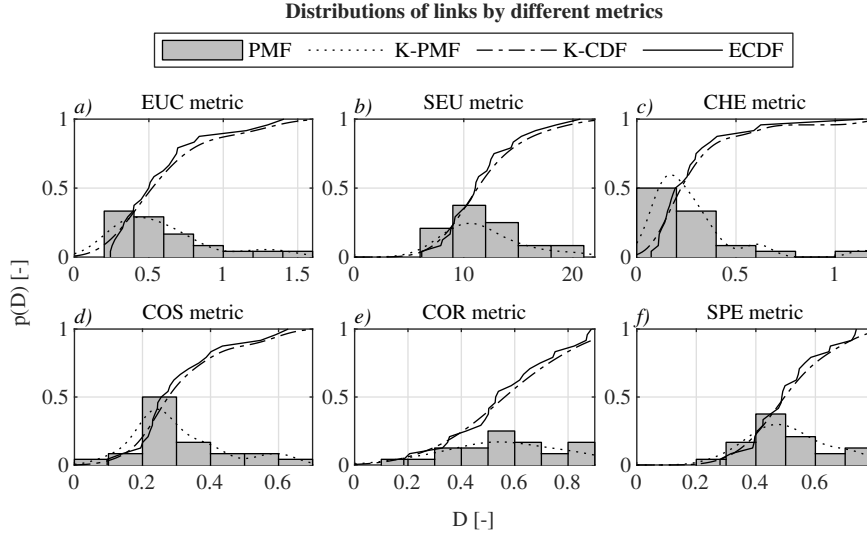 Distributions of links by different metrics
PMF K-PMF K-CDF ECDF
a) EUC metric b) SEU metric c) CHE metric
1 1 1
0.5 0.5 0.5
0 0 0
0 0.5 1 1.5 0 10 20 0 0.5 1
p(D) [-]
d) COS metric e) COR metric f) SPE metric
1 1 1
0.5 0.5 0.5
0 0 0
0.2 0.4 0.6 0 0.2 0.4 0.6 0.8 0 0.2 0.4 0.6
D [-]